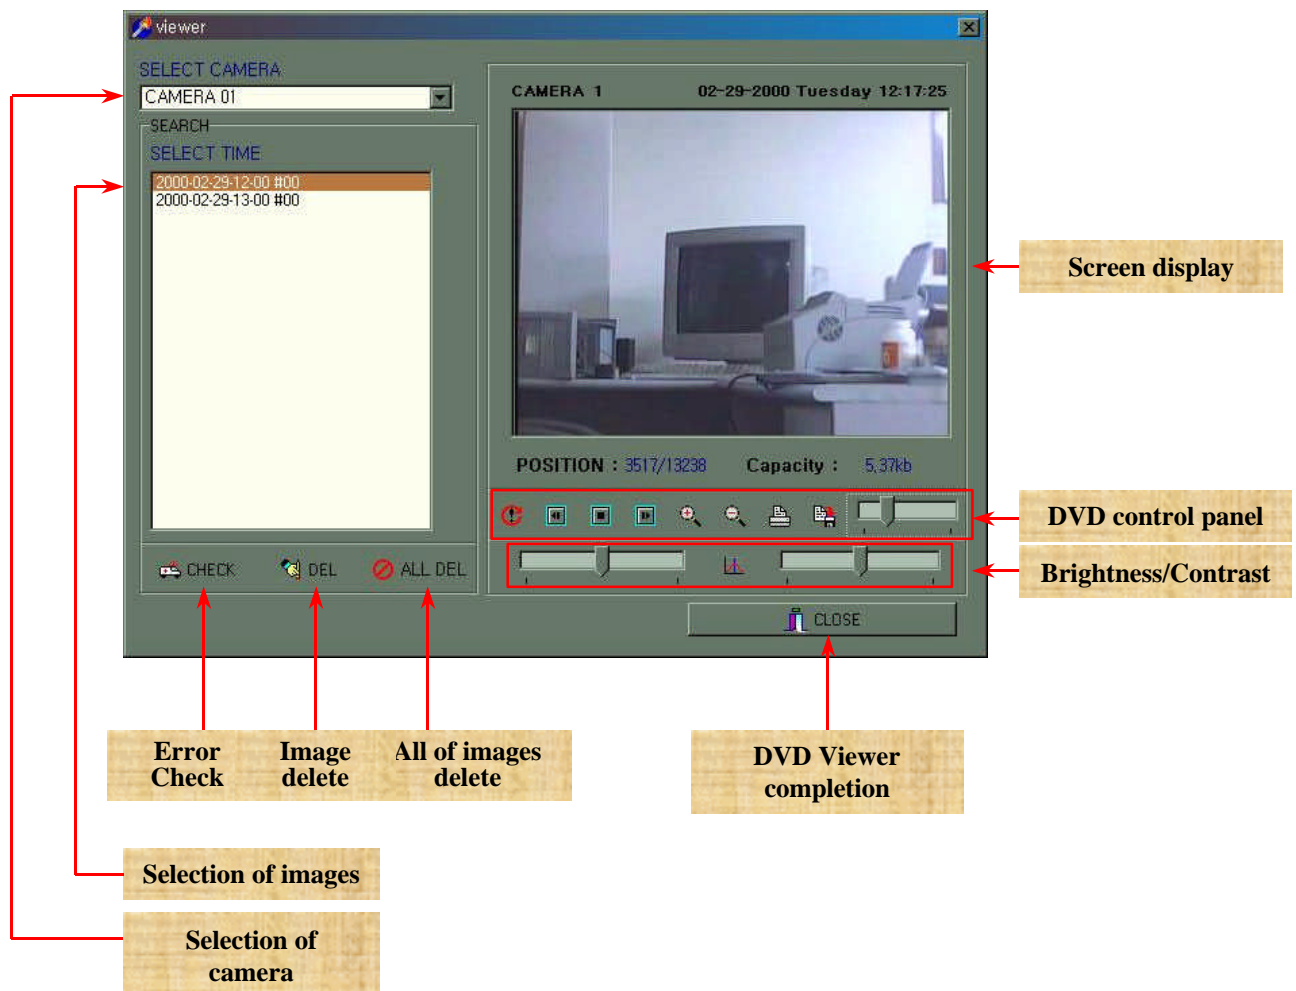 viewer
SELECT CAMERA
CAMERA 01
SEARCH
SELECT TIME
2000-02-29-12-00 #00
2000-02-29-13-00 #00
CAMERA 1 02-29-2000 Tuesday 12:17:25
POSITION : 3517/13238 Capacity : 5,37kb
CHECK DEL ALL DEL
CLOSE
Screen display
DVD control panel
Brightness/Contrast
Error
Check
Image
delete
All of images
delete
DVD Viewer
completion
Selection of images
Selection of
camera